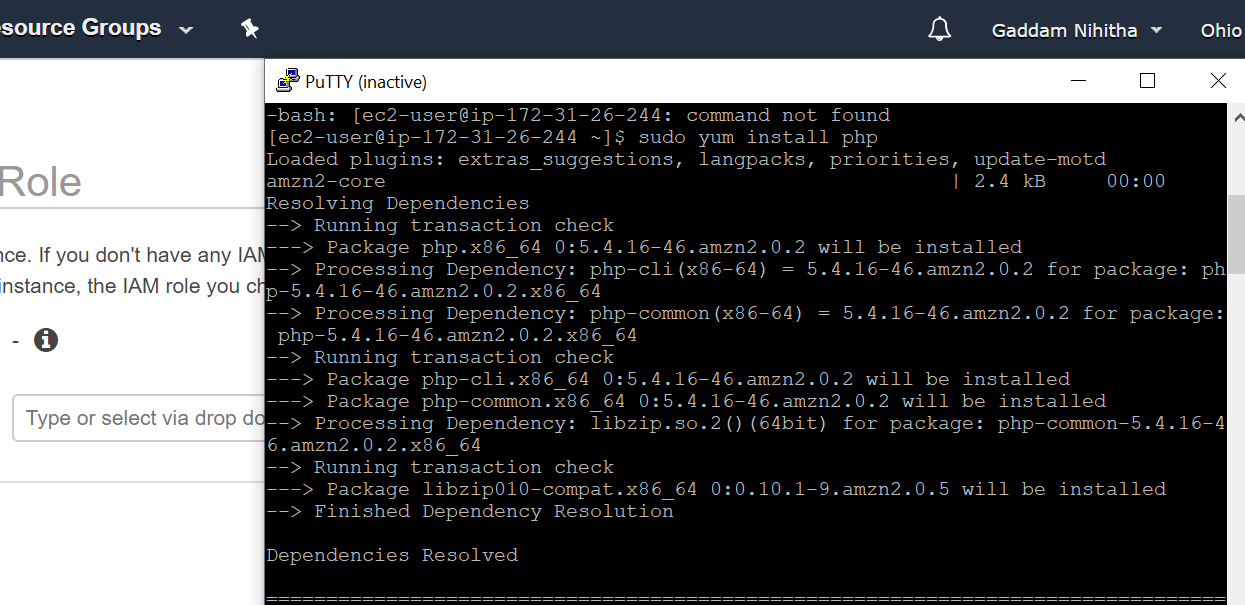 source Groups
Gaddam Nihitha
Ohio
Role
nce. If you don't have any IAM
instance, the IAM role you ch
-
Type or select via drop do
PuTTY (inactive)
-bash: [ec2-user@ip-172-31-26-244: command not found
[ec2-user@ip-172-31-26-244 ~]$ sudo yum install php
Loaded plugins: extras_suggestions, langpacks, priorities, update-motd
amzn2-core | 2.4 kB 00:00
Resolving Dependencies
--> Running transaction check
---> Package php.x86_64 0:5.4.16-46.amzn2.0.2 will be installed
--> Processing Dependency: php-cli(x86-64) = 5.4.16-46.amzn2.0.2 for package: ph
p-5.4.16-46.amzn2.0.2.x86_64
--> Processing Dependency: php-common(x86-64) = 5.4.16-46.amzn2.0.2 for package:
php-5.4.16-46.amzn2.0.2.x86_64
--> Running transaction check
---> Package php-cli.x86_64 0:5.4.16-46.amzn2.0.2 will be installed
---> Package php-common.x86_64 0:5.4.16-46.amzn2.0.2 will be installed
--> Processing Dependency: libzip.so.2()(64bit) for package: php-common-5.4.16-4
6.amzn2.0.2.x86_64
--> Running transaction check
---> Package libzip010-compat.x86_64 0:0.10.1-9.amzn2.0.5 will be installed
--> Finished Dependency Resolution
Dependencies Resolved
================================================================================